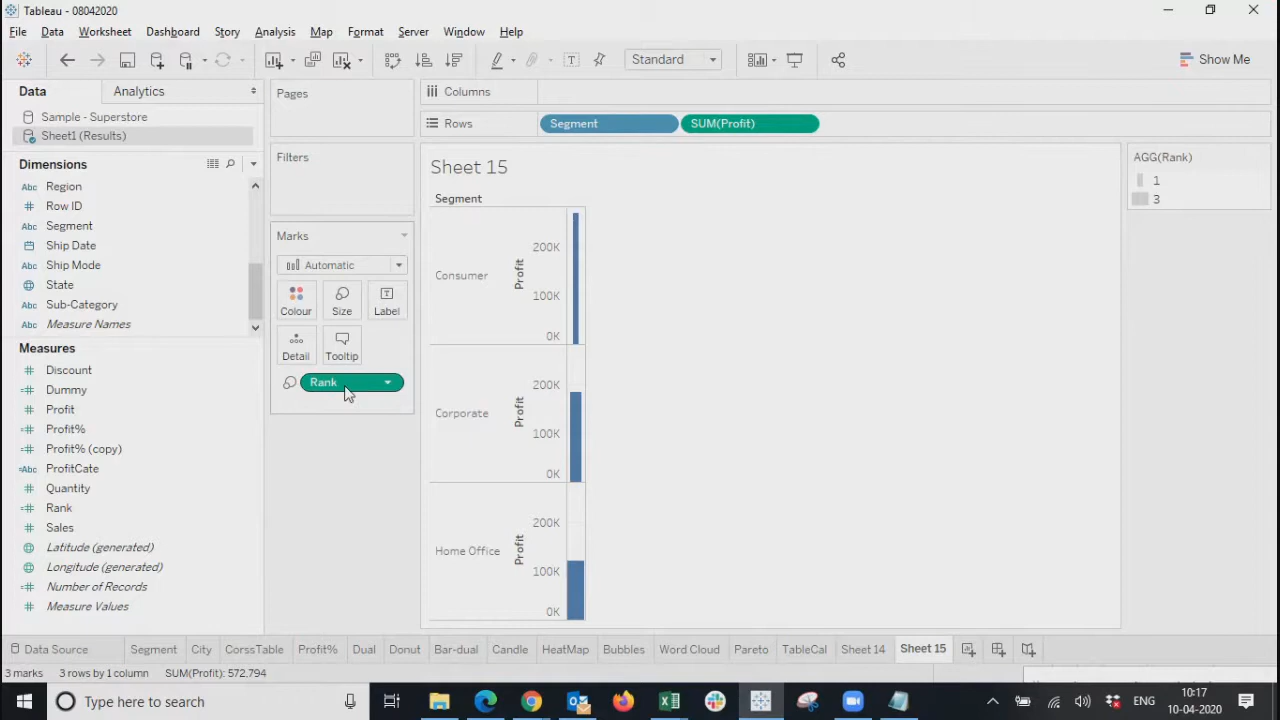 Tableau - 08042020
File Data Worksheet Dashboard Story Analysis Map Format Server Window Help
Standard
Show Me
Data Analytics
Sample - Superstore
Sheet1 (Results)
Dimensions
Abc Region
# Row ID
Abc Segment
Ship Date
Abc Ship Mode
State
Abc Sub-Category
Abc Measure Names
Measures
# Discount
=# Dummy
# Profit
=# Profit%
=# Profit% (copy)
=Abc ProfitCate
# Quantity
=# Rank
# Sales
Latitude (generated)
Longitude (generated)
=# Number of Records
# Measure Values
Pages
Filters
Marks
Automatic
Colour Size Label
Detail Tooltip
Rank
Columns
Rows Segment SUM(Profit)
Sheet 15
Segment
Consumer
Profit
200K
100K
0K
Corporate
Profit
200K
100K
0K
Home Office
Profit
200K
100K
0K
AGG(Rank)
1
3
Data Source Segment City CorssTable Profit% Dual Donut Bar-dual Candle HeatMap Bubbles Word Cloud Pareto TableCal Sheet 14 Sheet 15
3 marks 3 rows by 1 column SUM(Profit): 572,794
Type here to search
ENG
10:17
10-04-2020